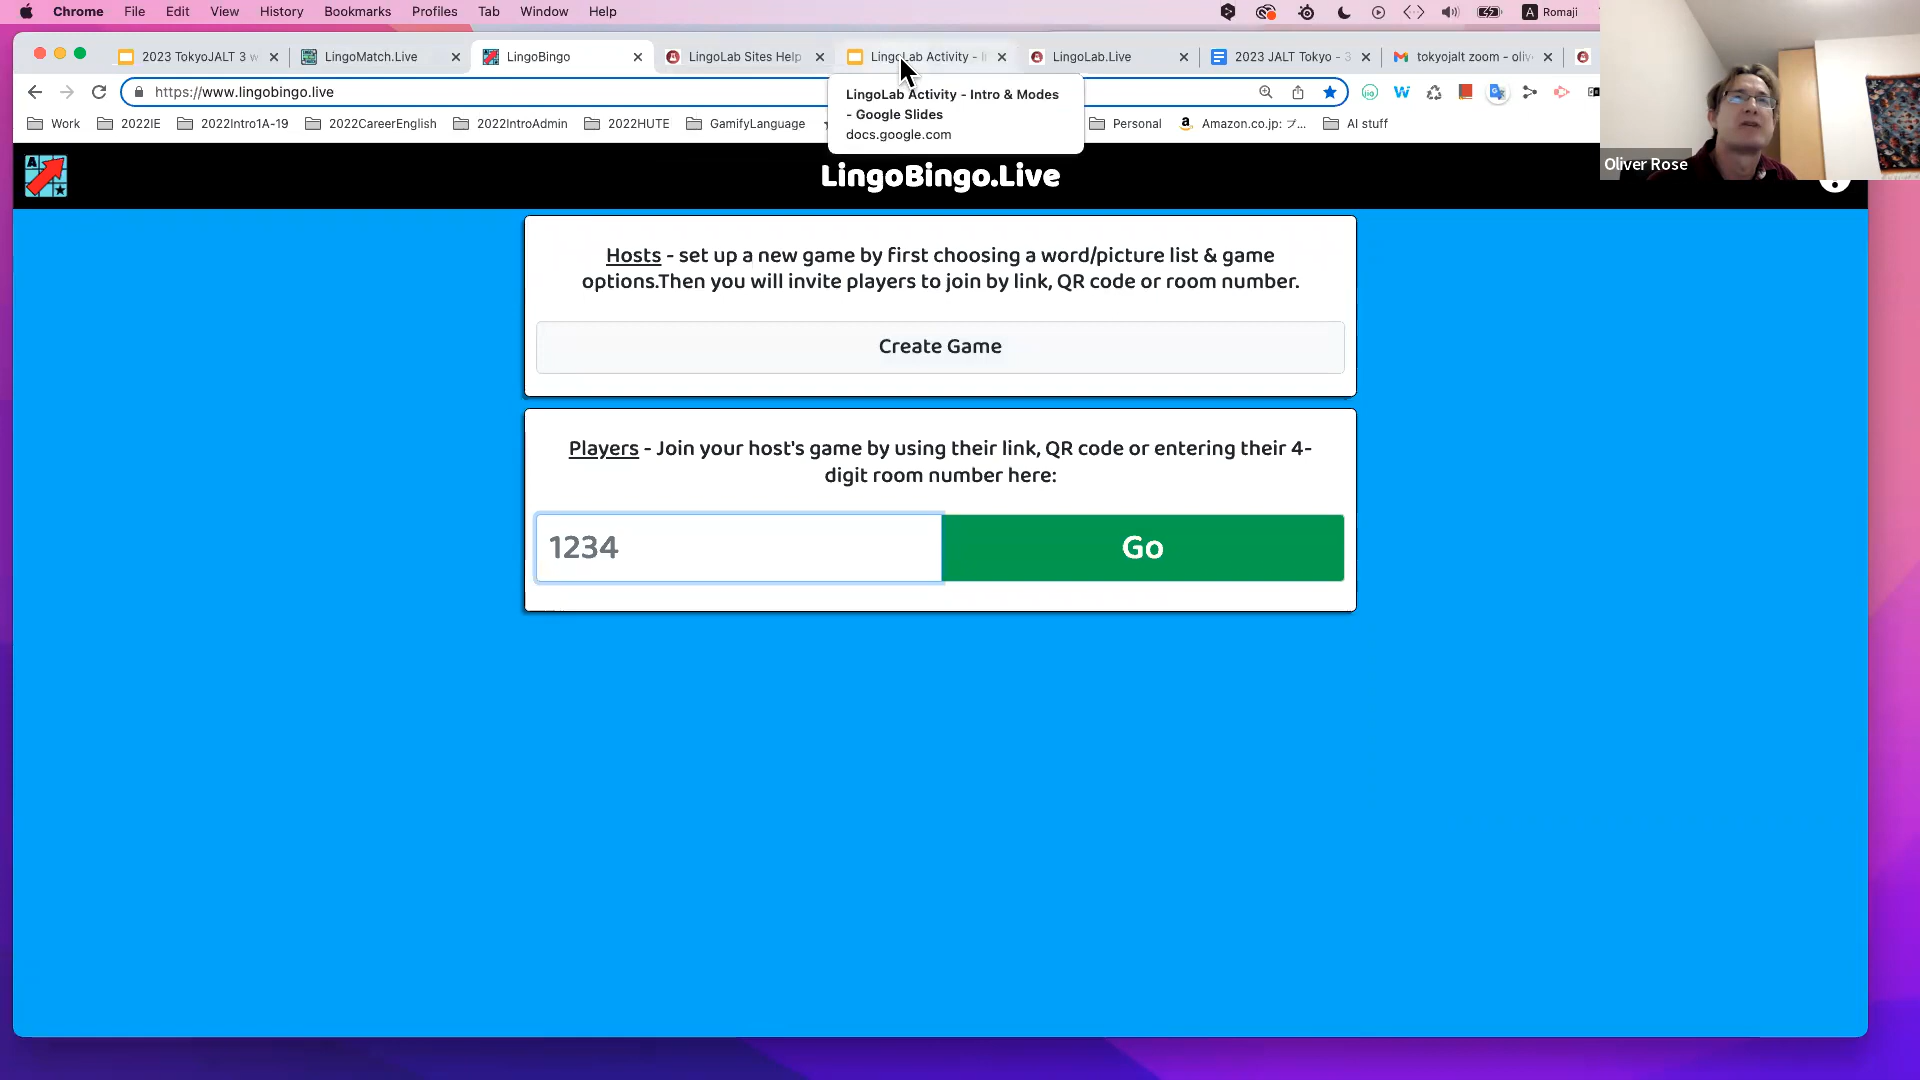 Chrome File Edit View History Bookmarks Profiles Tab Window Help A Romaji
2023 TokyoJALT 3 w LingoMatch.Live LingoBingo LingoLab Sites Help LingoLab Activity - I LingoLab.Live 2023 JALT Tokyo - 3 tokyojalt zoom - oliv
https://www.lingobingo.live
LingoLab Activity - Intro & Modes
- Google Slides
docs.google.com
Work 2022IE 2022Intro1A-19 2022CareerEnglish 2022IntroAdmin 2022HUTE GamifyLanguage Personal Amazon.co.jp: プ... AI stuff
Oliver Rose
LingoBingo.Live
Hosts - set up a new game by first choosing a word/picture list & game
options.Then you will invite players to join by link, QR code or room number.
Create Game
Players - Join your host's game by using their link, QR code or entering their 4-
digit room number here:
1234 Go